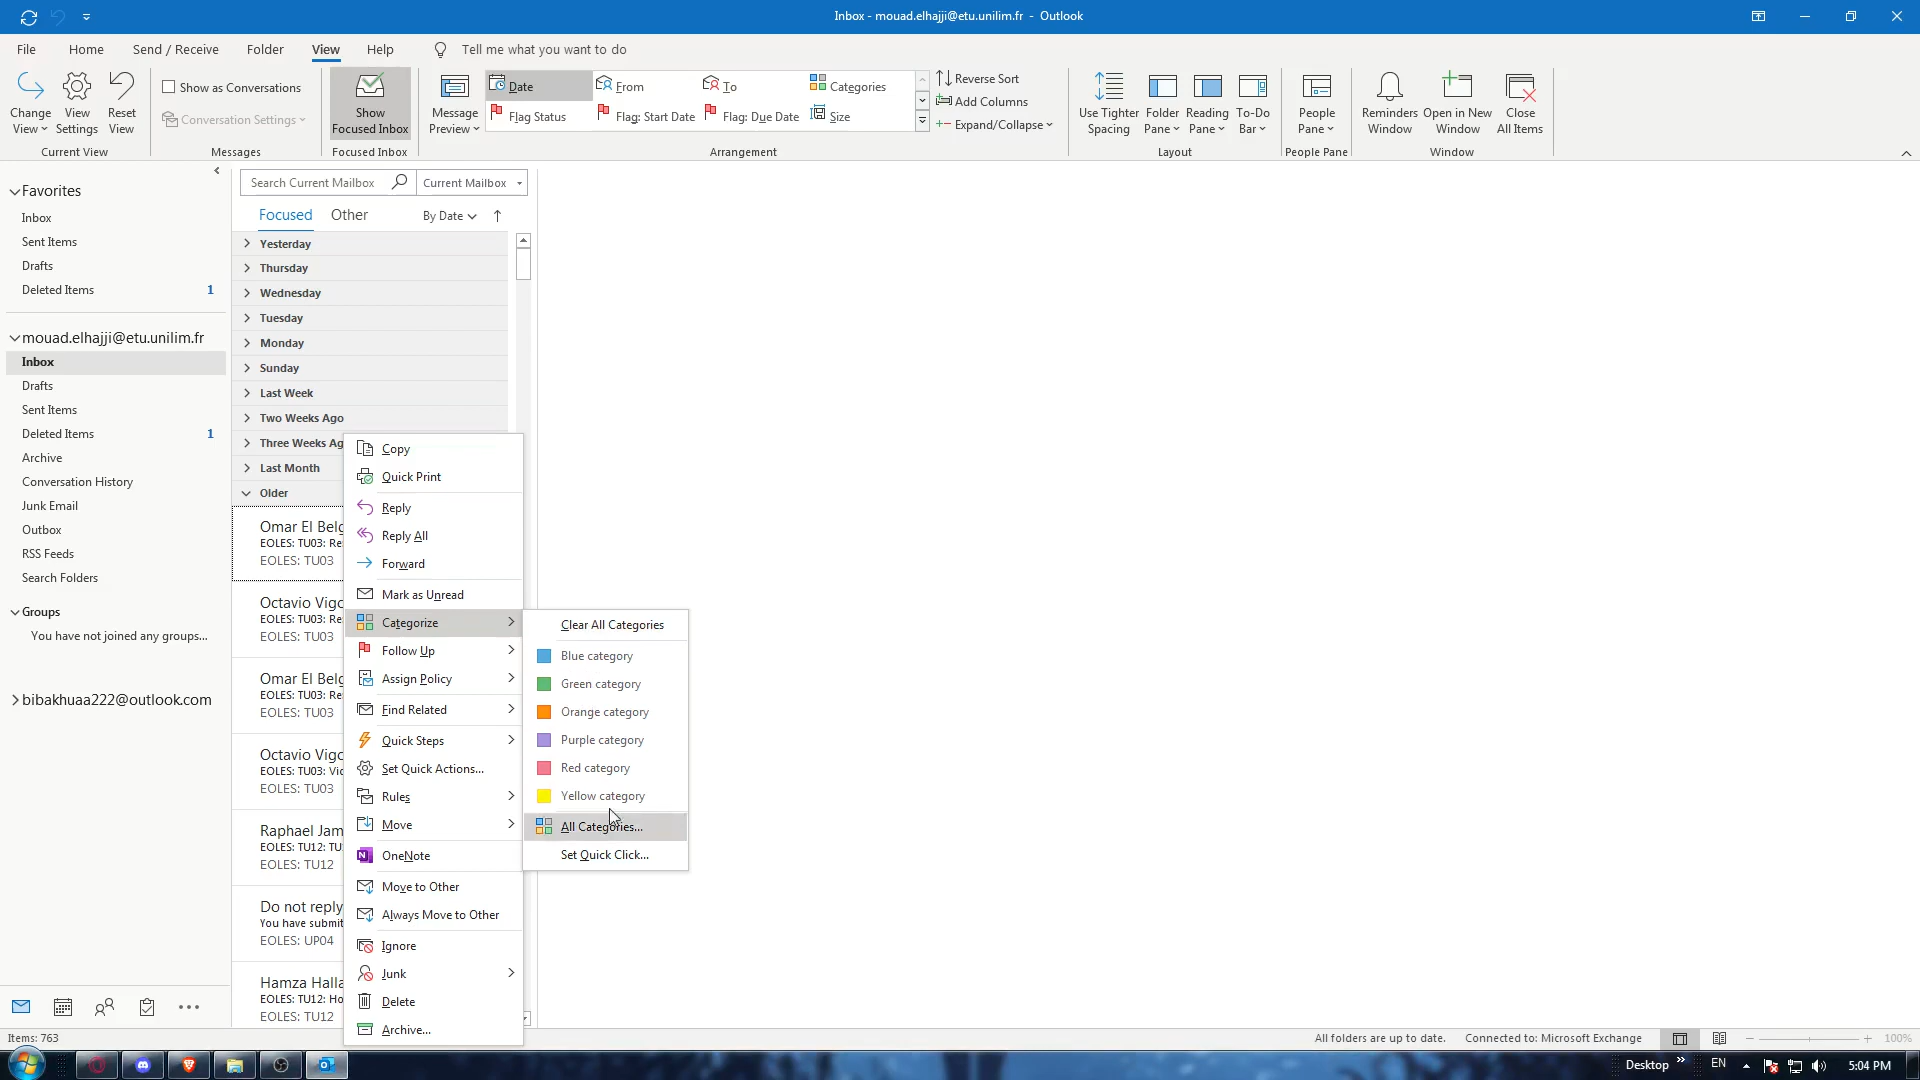 Inbox - mouad.elhajji@etu.unilim.fr - Outlook
File Home Send / Receive Folder View Help Tell me what you want to do
Change View
View Settings
Reset View
Current View
Show as Conversations
Conversation Settings
Messages
Show Focused Inbox
Focused Inbox
Message Preview
Date From To Categories
Flag Status Flag: Start Date Flag: Due Date Size
Reverse Sort
Add Columns
Expand/Collapse
Arrangement
Use Tighter Spacing
Folder Pane
Reading Pane
To-Do Bar
Layout
People Pane
People Pane
Reminders Window
Open in New Window
Close All Items
Window
Favorites
Inbox
Sent Items
Drafts
Deleted Items 1
mouad.elhajji@etu.unilim.fr
Inbox
Drafts
Sent Items
Deleted Items 1
Archive
Conversation History
Junk Email
Outbox
RSS Feeds
Search Folders
Groups
You have not joined any groups...
bibakhuaa222@outlook.com
Search Current Mailbox Current Mailbox
Focused Other By Date
Yesterday
Thursday
Wednesday
Tuesday
Monday
Sunday
Last Week
Two Weeks Ago
Three Weeks Ag
Last Month
Older
Omar El Belg
EOLES: TU03: Re
EOLES: TU03
Octavio Vigo
EOLES: TU03: Re
EOLES: TU03
Omar El Belg
EOLES: TU03: Re
EOLES: TU03
Octavio Vigo
EOLES: TU03: Vid
EOLES: TU03
Raphael Jam
EOLES: TU12: TU
EOLES: TU12
Do not reply
You have submit
EOLES: UP04
Hamza Halla
EOLES: TU12: Ho
EOLES: TU12
Copy
Quick Print
Reply
Reply All
Forward
Mark as Unread
Categorize
Follow Up
Assign Policy
Find Related
Quick Steps
Set Quick Actions...
Rules
Move
OneNote
Move to Other
Always Move to Other
Ignore
Junk
Delete
Archive...
Clear All Categories
Blue category
Green category
Orange category
Purple category
Red category
Yellow category
All Categories...
Set Quick Click...
Items: 763
All folders are up to date. Connected to: Microsoft Exchange 100%
Desktop EN 5:04 PM